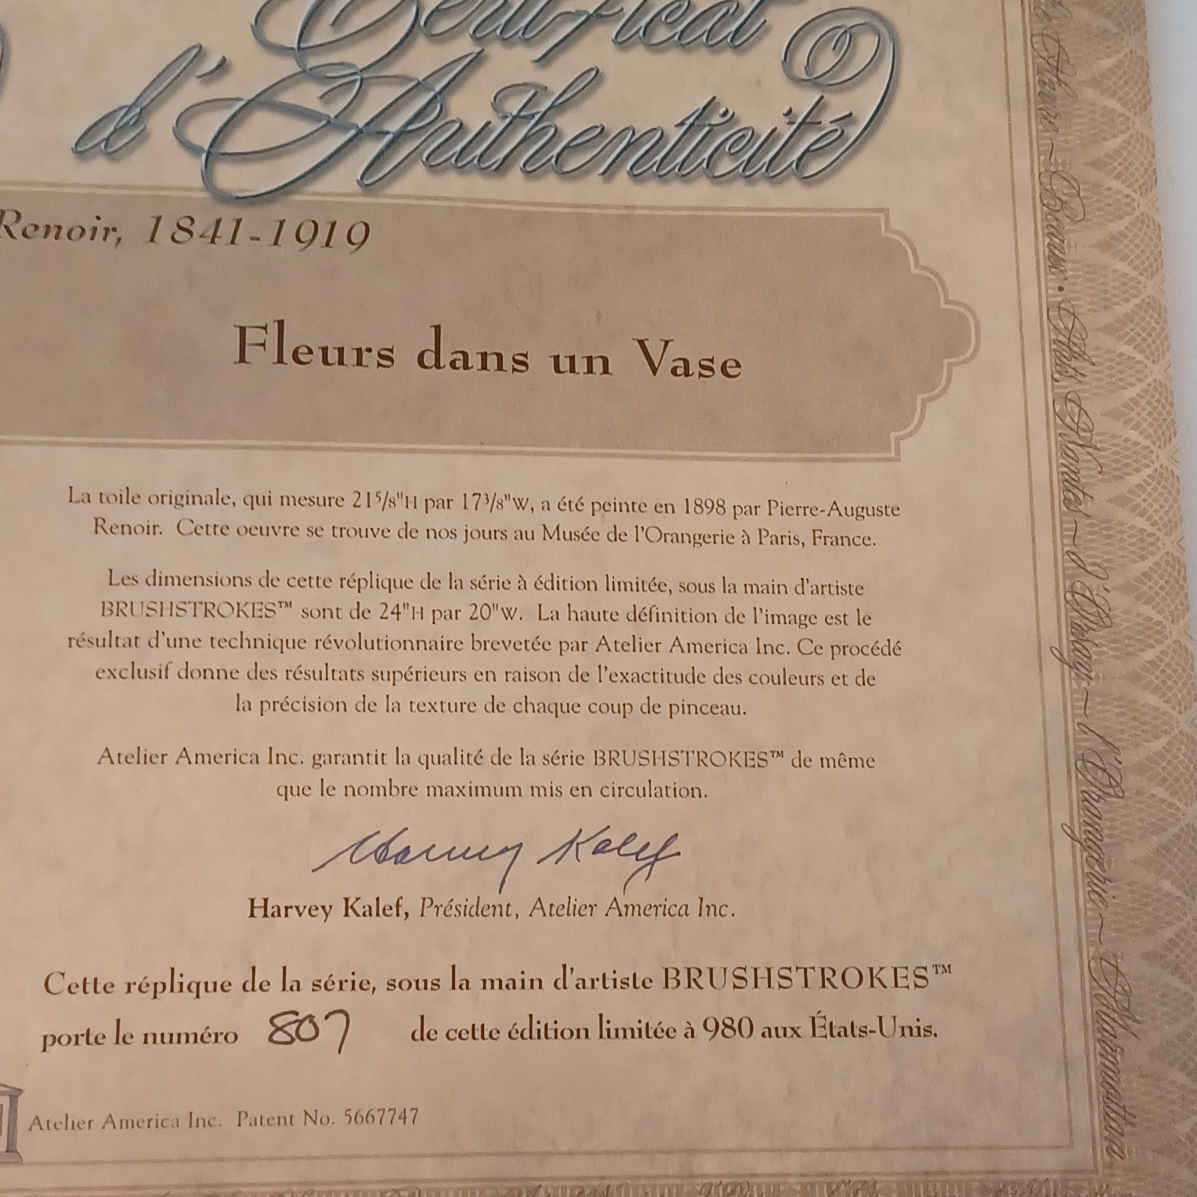 Certificat
d'Authenticité
Renoir, 1841-1919
Fleurs dans un Vase
La toile originale, qui mesure 21⁵/₈"H par 17³/₈"W, a été peinte en 1898 par Pierre-Auguste
Renoir. Cette oeuvre se trouve de nos jours au Musée de l'Orangerie à Paris, France.
Les dimensions de cette réplique de la série à édition limitée, sous la main d'artiste
BRUSHSTROKES™ sont de 24"H par 20"W. La haute définition de l'image est le
résultat d'une technique révolutionnaire brevetée par Atelier America Inc. Ce procédé
exclusif donne des résultats supérieurs en raison de l'exactitude des couleurs et de
la précision de la texture de chaque coup de pinceau.
Atelier America Inc. garantit la qualité de la série BRUSHSTROKES™ de même
que le nombre maximum mis en circulation.
Harvey Kalef
Harvey Kalef, Président, Atelier America Inc.
Cette réplique de la série, sous la main d'artiste BRUSHSTROKES™
porte le numéro 807 de cette édition limitée à 980 aux États-Unis.
Atelier America Inc. Patent No. 5667747
Beaux-Arts, Nantes ~ d'Orsay ~ l'Orangerie ~ Marmottan